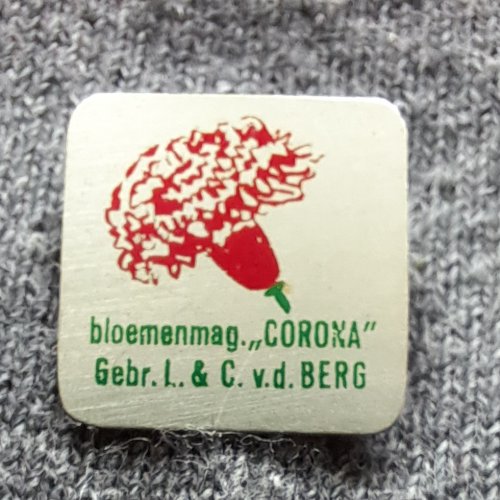 bloemenmag. „CORONA"
Gebr. L. & C. v.d. BERG